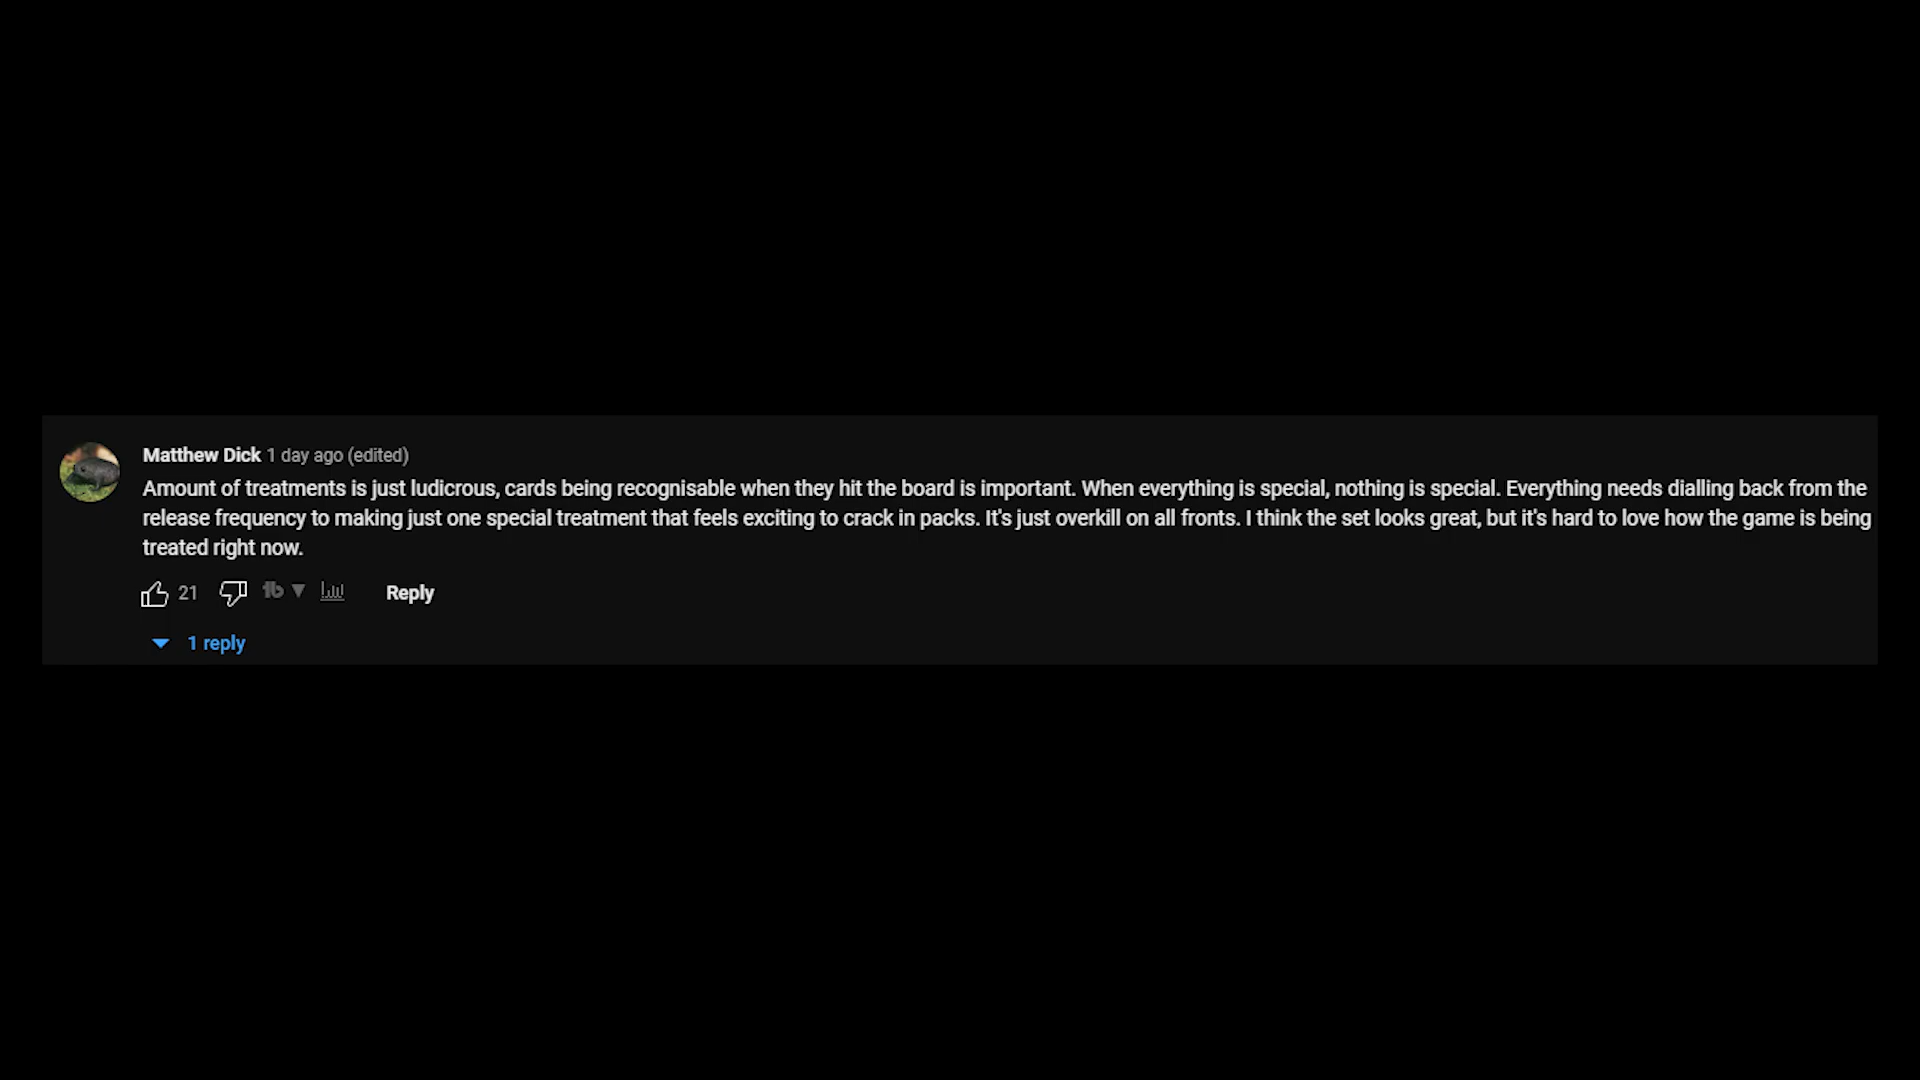 Matthew Dick 1 day ago (edited)
Amount of treatments is just ludicrous, cards being recognisable when they hit the board is important. When everything is special, nothing is special. Everything needs dialling back from the
release frequency to making just one special treatment that feels exciting to crack in packs. It's just overkill on all fronts. I think the set looks great, but it's hard to love how the game is being
treated right now.
21 tb Reply
1 reply